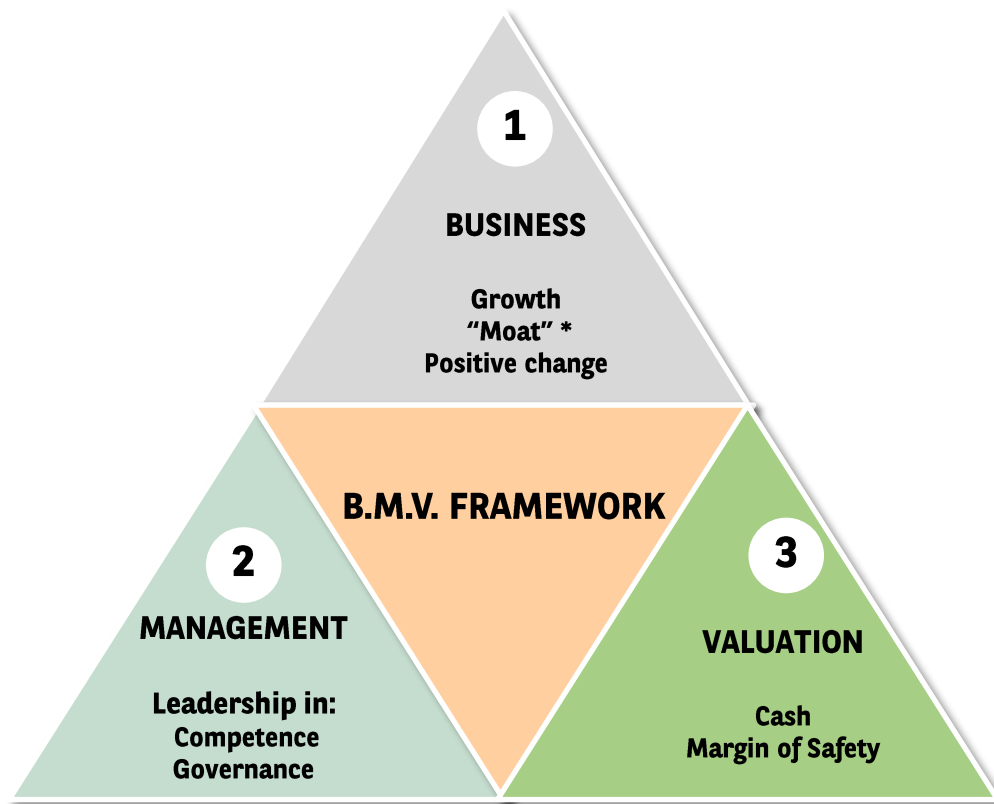 1
BUSINESS
Growth
“Moat” *
Positive change
B.M.V. FRAMEWORK
2
MANAGEMENT
Leadership in:
Competence
Governance
3
VALUATION
Cash
Margin of Safety